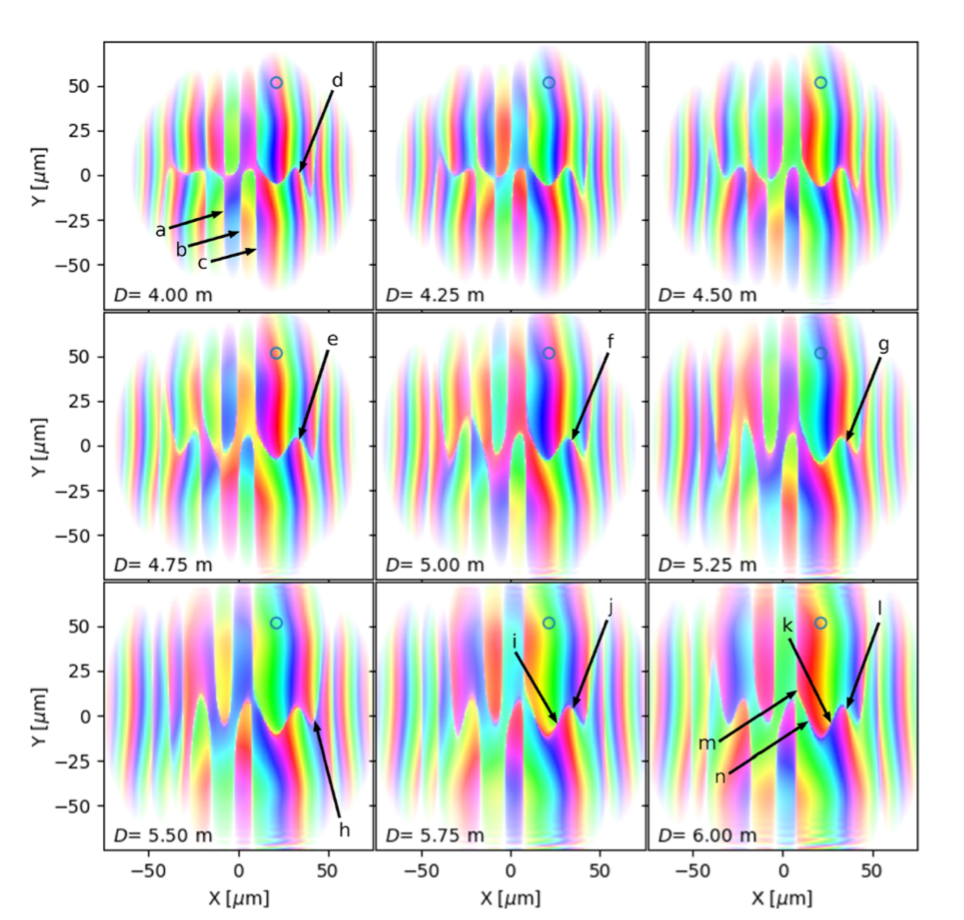 d
50
25
0
−25
−50
Y [μm]
a
b
c
D= 4.00 m
D= 4.25 m
D= 4.50 m
e
f
g
50
25
0
−25
−50
Y [μm]
D= 4.75 m
D= 5.00 m
D= 5.25 m
i
j
k
l
50
25
0
−25
−50
Y [μm]
m
n
h
D= 5.50 m
D= 5.75 m
D= 6.00 m
−50 0 50
−50 0 50
−50 0 50
X [μm]
X [μm]
X [μm]